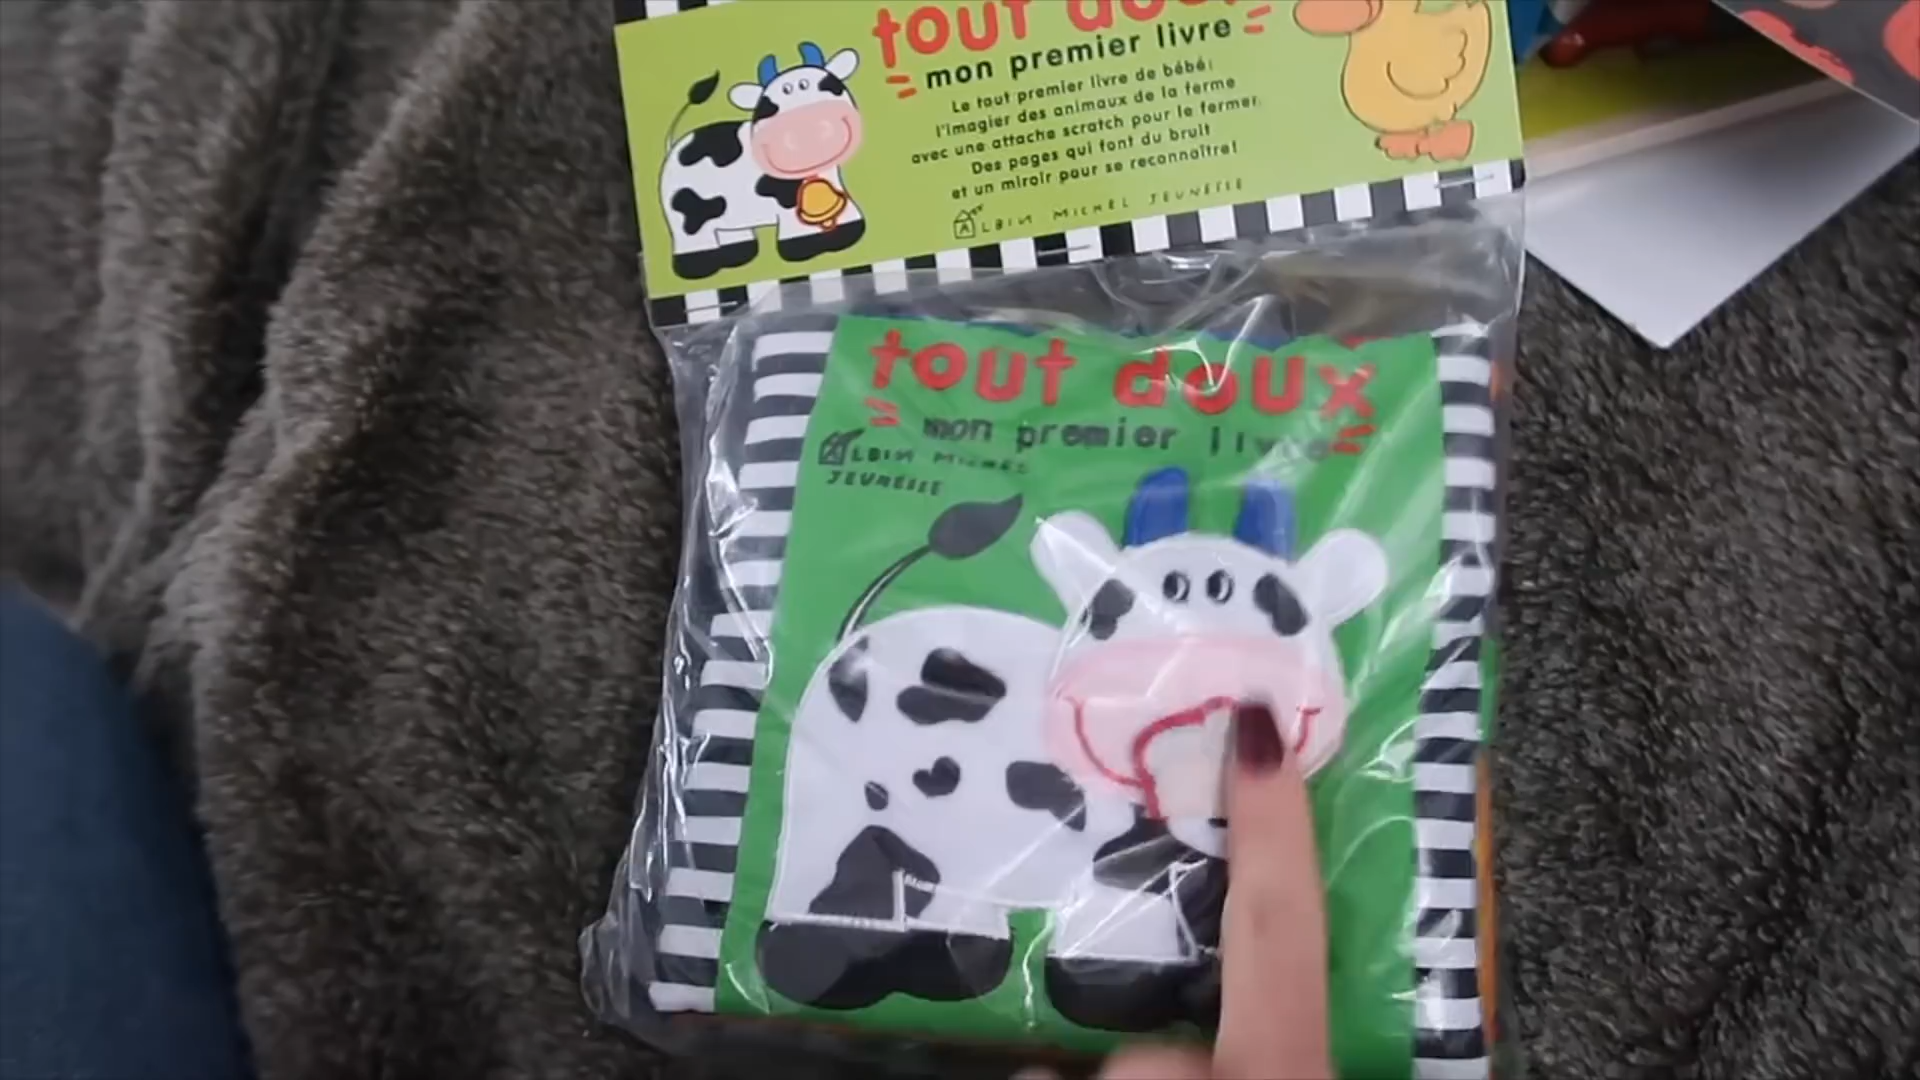 tout doux
mon premier livre
Le tout premier livre de bébé:
l'imagier des animaux de la ferme
avec une attache scratch pour le fermer.
Des pages qui font du bruit
et un miroir pour se reconnaître!
ALBIN MICHEL JEUNESSE
tout doux
mon premier livre
ALBIN MICHEL
JEUNESSE